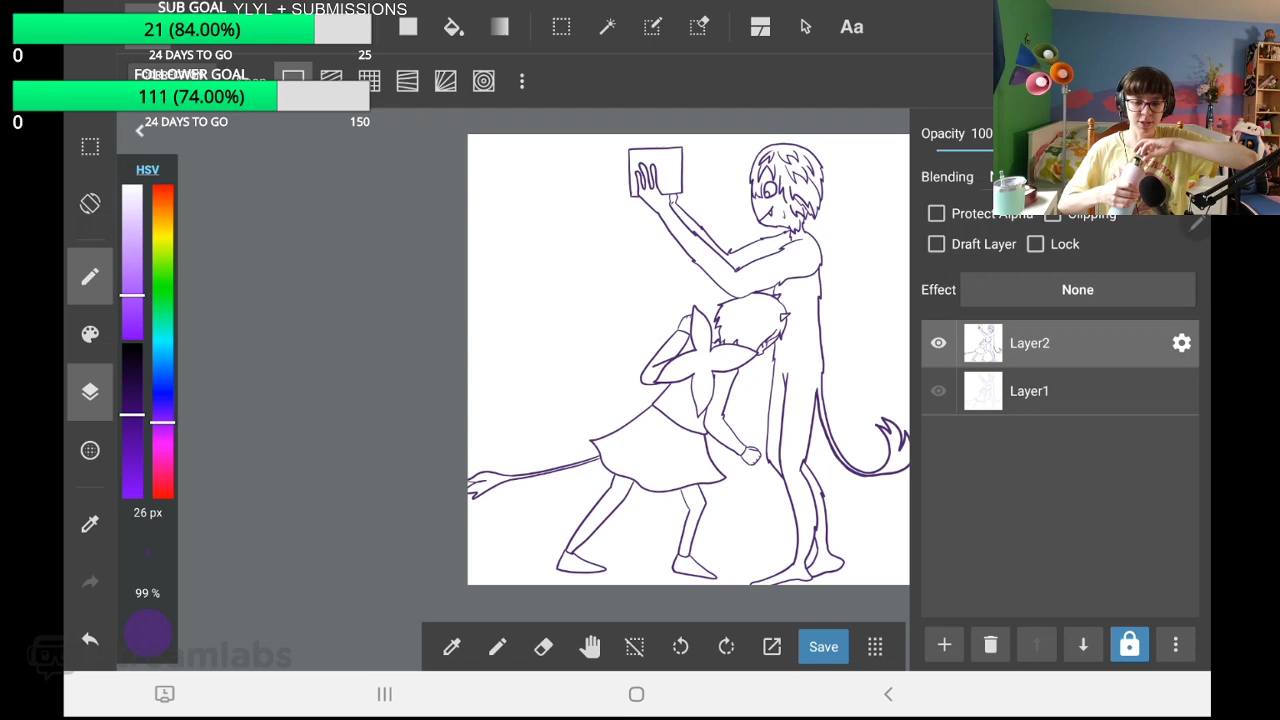 SUB GOAL
YLYL + SUBMISSIONS
21 (84.00%)
0
24 DAYS TO GO
25
FOLLOWER GOAL
111 (74.00%)
0
24 DAYS TO GO
150
Aa
HSV
26 px
99 %
Opacity 100
Blending
Protect Alpha
Clipping
Draft Layer
Lock
Effect
None
Layer2
Layer1
Save